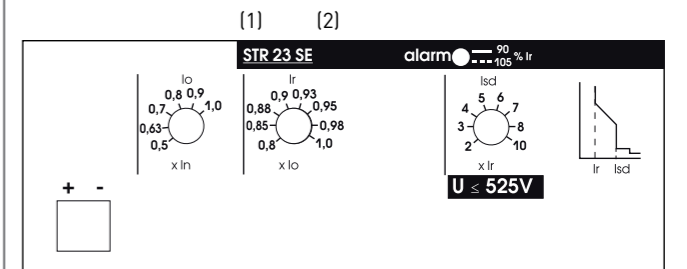 (1) (2)
STR 23 SE alarm 90 105 % Ir
Io Ir Isd
0,5 0,63 0,7 0,8 0,9 1,0
0,8 0,85 0,88 0,9 0,93 0,95 0,98 1,0
2 3 4 5 6 7 8 10
x In x Io x Ir Ir Isd
+ - U ≤ 525V